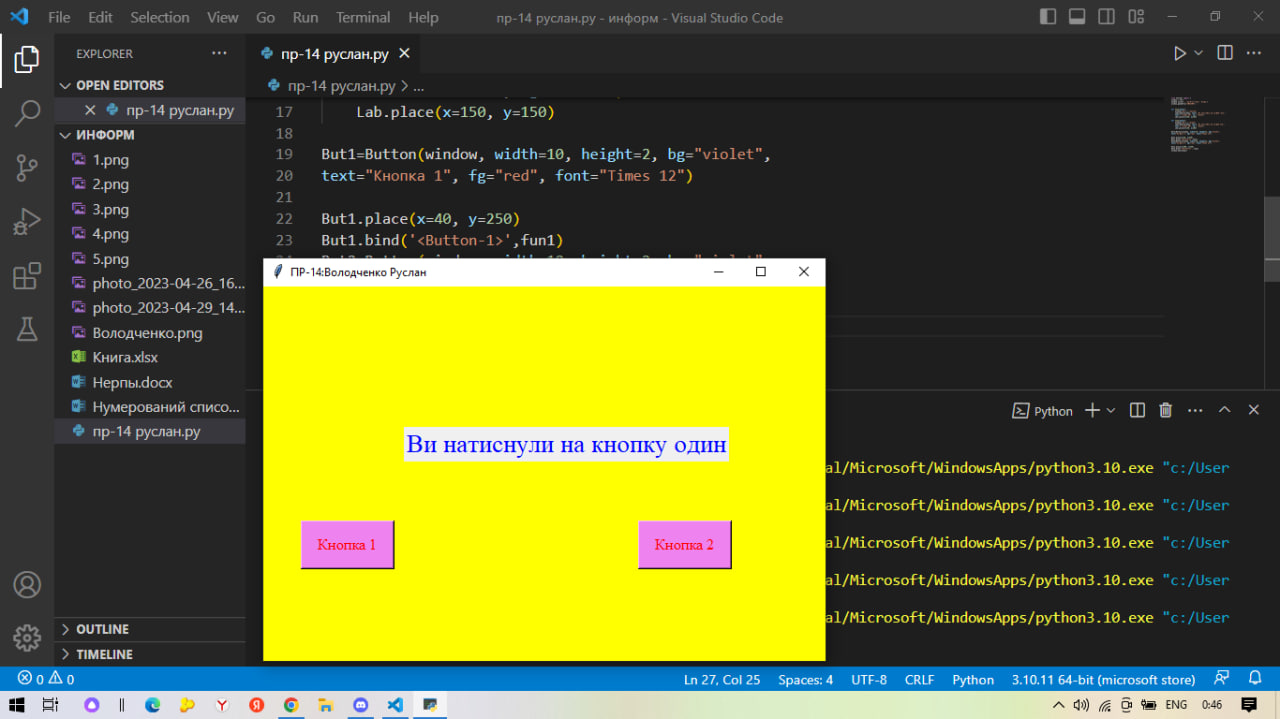 File Edit Selection View Go Run Terminal Help
пр-14 руслан.py - информ - Visual Studio Code
EXPLORER
OPEN EDITORS
пр-14 руслан.py
ИНФОРМ
1.png
2.png
3.png
4.png
5.png
photo_2023-04-26_16...
photo_2023-04-29_14...
Володченко.png
Книга.xlsx
Нерпы.docx
Нумерований списо...
пр-14 руслан.py
OUTLINE
TIMELINE
пр-14 руслан.py
пр-14 руслан.py > ...
17 Lab.place(x=150, y=150)
18
19 But1=Button(window, width=10, height=2, bg="violet",
20 text="Кнопка 1", fg="red", font="Times 12")
21
22 But1.place(x=40, y=250)
23 But1.bind('<Button-1>',fun1)
ПР-14:Володченко Руслан
Ви натиснули на кнопку один
Кнопка 1
Кнопка 2
Python
al/Microsoft/WindowsApps/python3.10.exe "c:/User
al/Microsoft/WindowsApps/python3.10.exe "c:/User
al/Microsoft/WindowsApps/python3.10.exe "c:/User
al/Microsoft/WindowsApps/python3.10.exe "c:/User
al/Microsoft/WindowsApps/python3.10.exe "c:/User
0 0
Ln 27, Col 25 Spaces: 4 UTF-8 CRLF Python 3.10.11 64-bit (microsoft store)
ENG 0:46